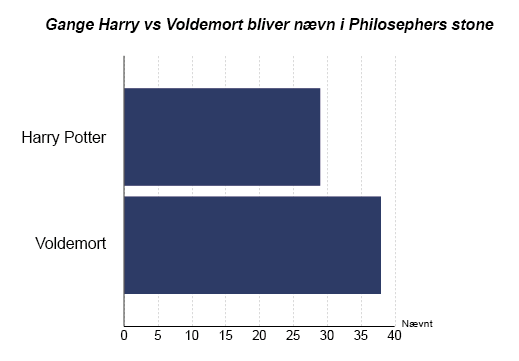 Gange Harry vs Voldemort bliver nævn i Philosephers stone
Harry Potter
Voldemort
Nævnt
0 5 10 15 20 25 30 35 40